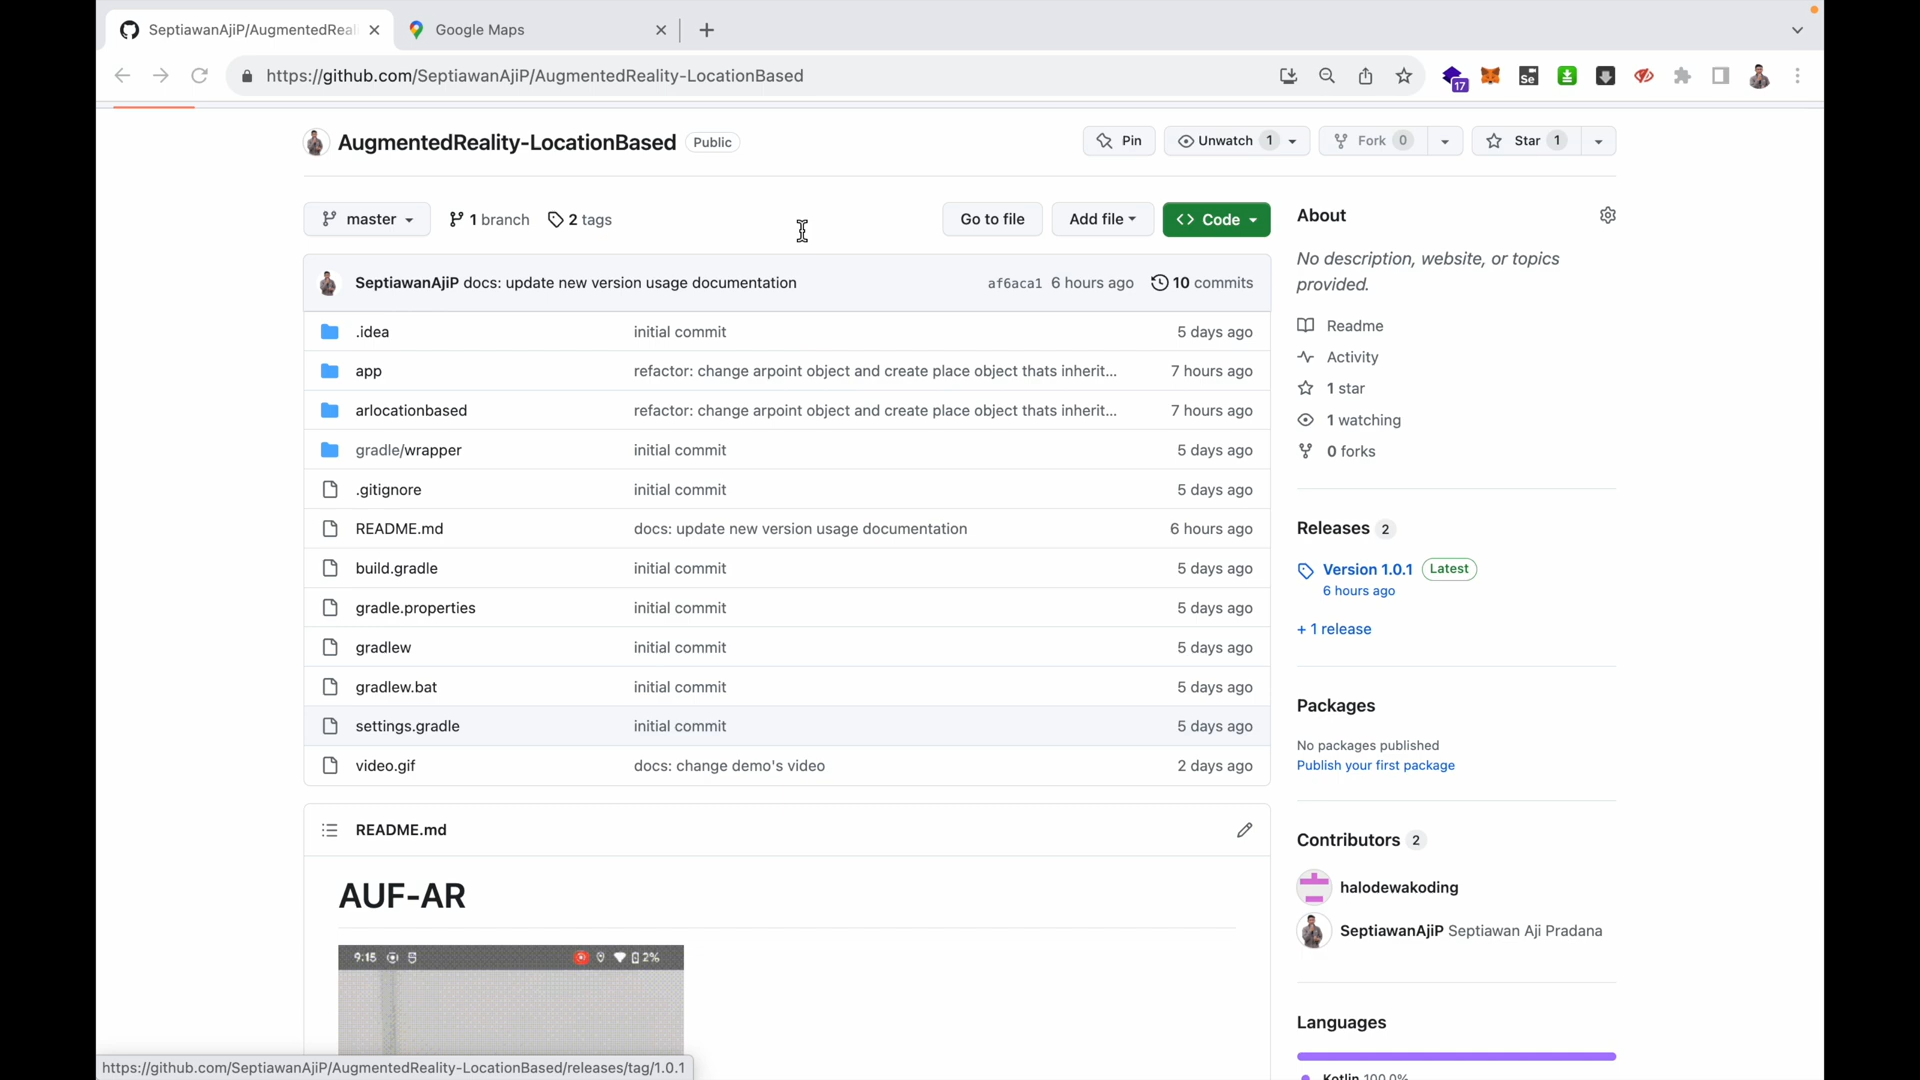 SeptiawanAjiP/AugmentedReal
Google Maps
https://github.com/SeptiawanAjiP/AugmentedReality-LocationBased
Se
17
AugmentedReality-LocationBased Public
Pin
Unwatch 1
Fork 0
Star 1
master
1 branch
2 tags
Go to file
Add file
<> Code
About
No description, website, or topics
provided.
Readme
Activity
1 star
1 watching
0 forks
SeptiawanAjiP docs: update new version usage documentation
af6aca1 6 hours ago
10 commits
.idea initial commit 5 days ago
app refactor: change arpoint object and create place object thats inherit... 7 hours ago
arlocationbased refactor: change arpoint object and create place object thats inherit... 7 hours ago
gradle/wrapper initial commit 5 days ago
.gitignore initial commit 5 days ago
README.md docs: update new version usage documentation 6 hours ago
build.gradle initial commit 5 days ago
gradle.properties initial commit 5 days ago
gradlew initial commit 5 days ago
gradlew.bat initial commit 5 days ago
settings.gradle initial commit 5 days ago
video.gif docs: change demo's video 2 days ago
Releases 2
Version 1.0.1 Latest
6 hours ago
+ 1 release
Packages
No packages published
Publish your first package
Contributors 2
halodewakoding
SeptiawanAjiP Septiawan Aji Pradana
Languages
Kotlin 100.0%
README.md
AUF-AR
9:15
2%
https://github.com/SeptiawanAjiP/AugmentedReality-LocationBased/releases/tag/1.0.1